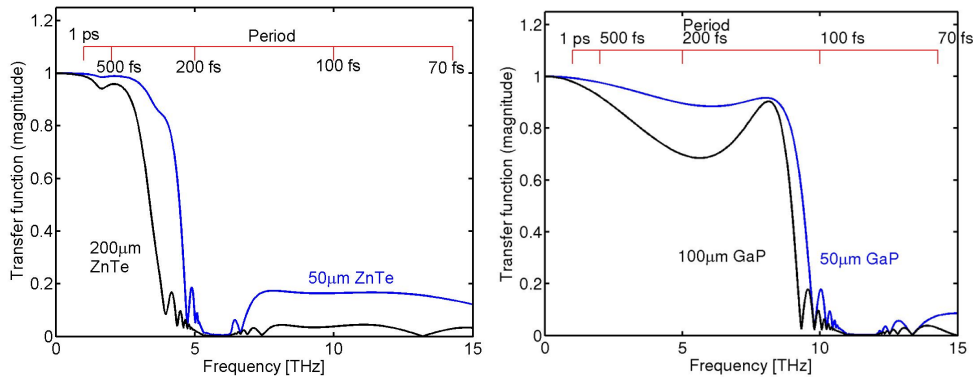 1.2
1 ps
Period
500 fs
200 fs
100 fs
70 fs
1
0.8
0.6
0.4
0.2
0
Transfer function (magnitude)
200μm
ZnTe
50μm ZnTe
0
5
10
15
Frequency [THz]
1.2
Period
1 ps
500 fs
200 fs
100 fs
70 fs
1
0.8
0.6
0.4
0.2
0
Transfer function (magnitude)
100μm GaP
50μm GaP
0
5
10
15
Frequency [THz]